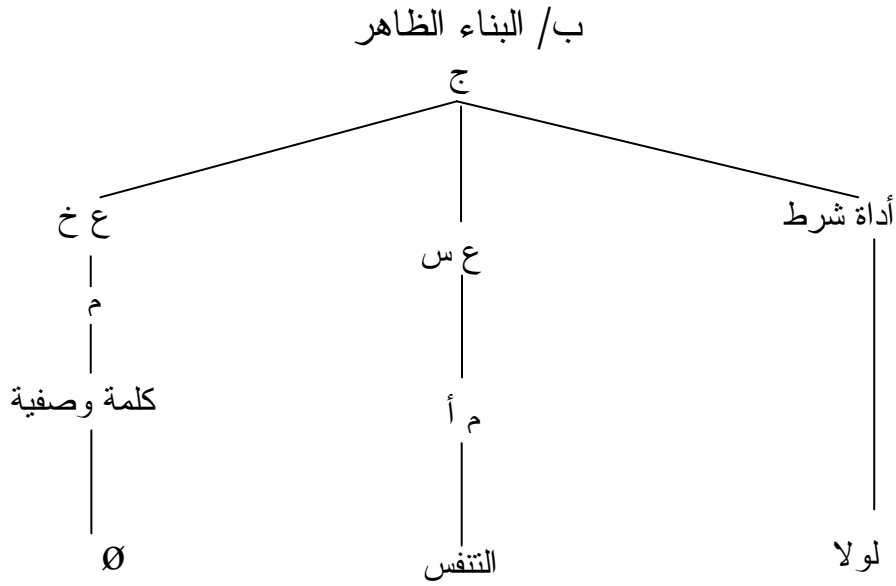 ب/ البناء الظاهر
ج
أداة شرط
ع س
ع خ
م
م أ
كلمة وصفية
لولا
التنفس
Ø